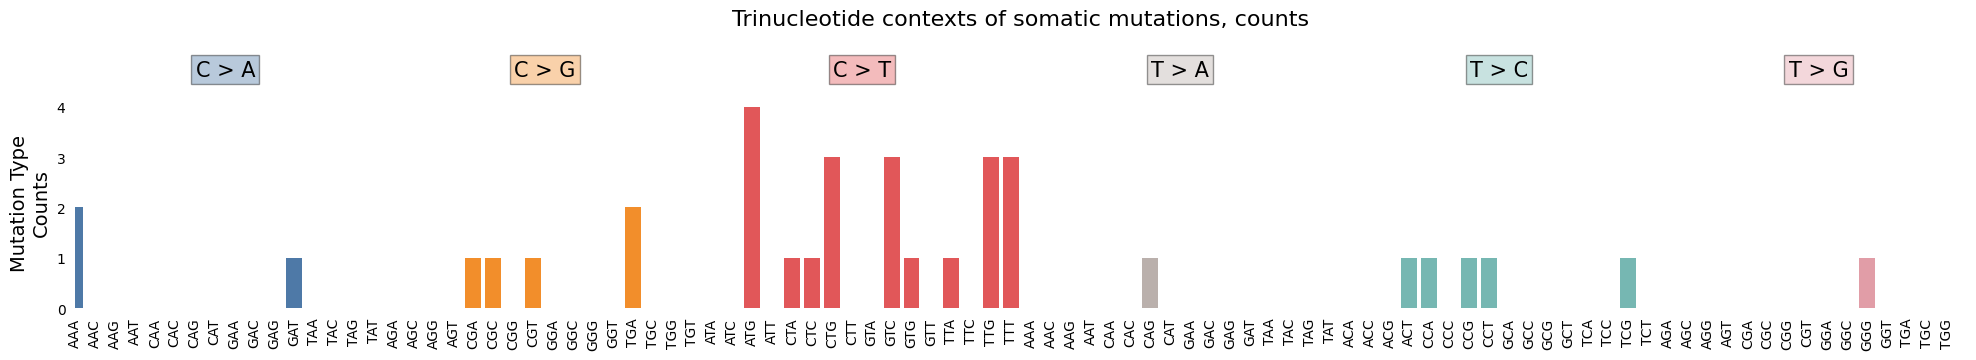 Trinucleotide contexts of somatic mutations, counts
C > A
C > G
C > T
T > A
T > C
T > G
Mutation Type
Counts
4
3
2
1
0
AAA
AAC
AAG
AAT
CAA
CAC
CAG
CAT
GAA
GAC
GAG
GAT
TAA
TAC
TAG
TAT
AGA
AGC
AGG
AGT
CGA
CGC
CGG
CGT
GGA
GGC
GGG
GGT
TGA
TGC
TGG
TGT
ATA
ATC
ATG
ATT
CTA
CTC
CTG
CTT
GTA
GTC
GTG
GTT
TTA
TTC
TTG
TTT
AAA
AAC
AAG
AAT
CAA
CAC
CAG
CAT
GAA
GAC
GAG
GAT
TAA
TAC
TAG
TAT
ACA
ACC
ACG
ACT
CCA
CCC
CCG
CCT
GCA
GCC
GCG
GCT
TCA
TCC
TCG
TCT
AGA
AGC
AGG
AGT
CGA
CGC
CGG
CGT
GGA
GGC
GGG
GGT
TGA
TGC
TGG